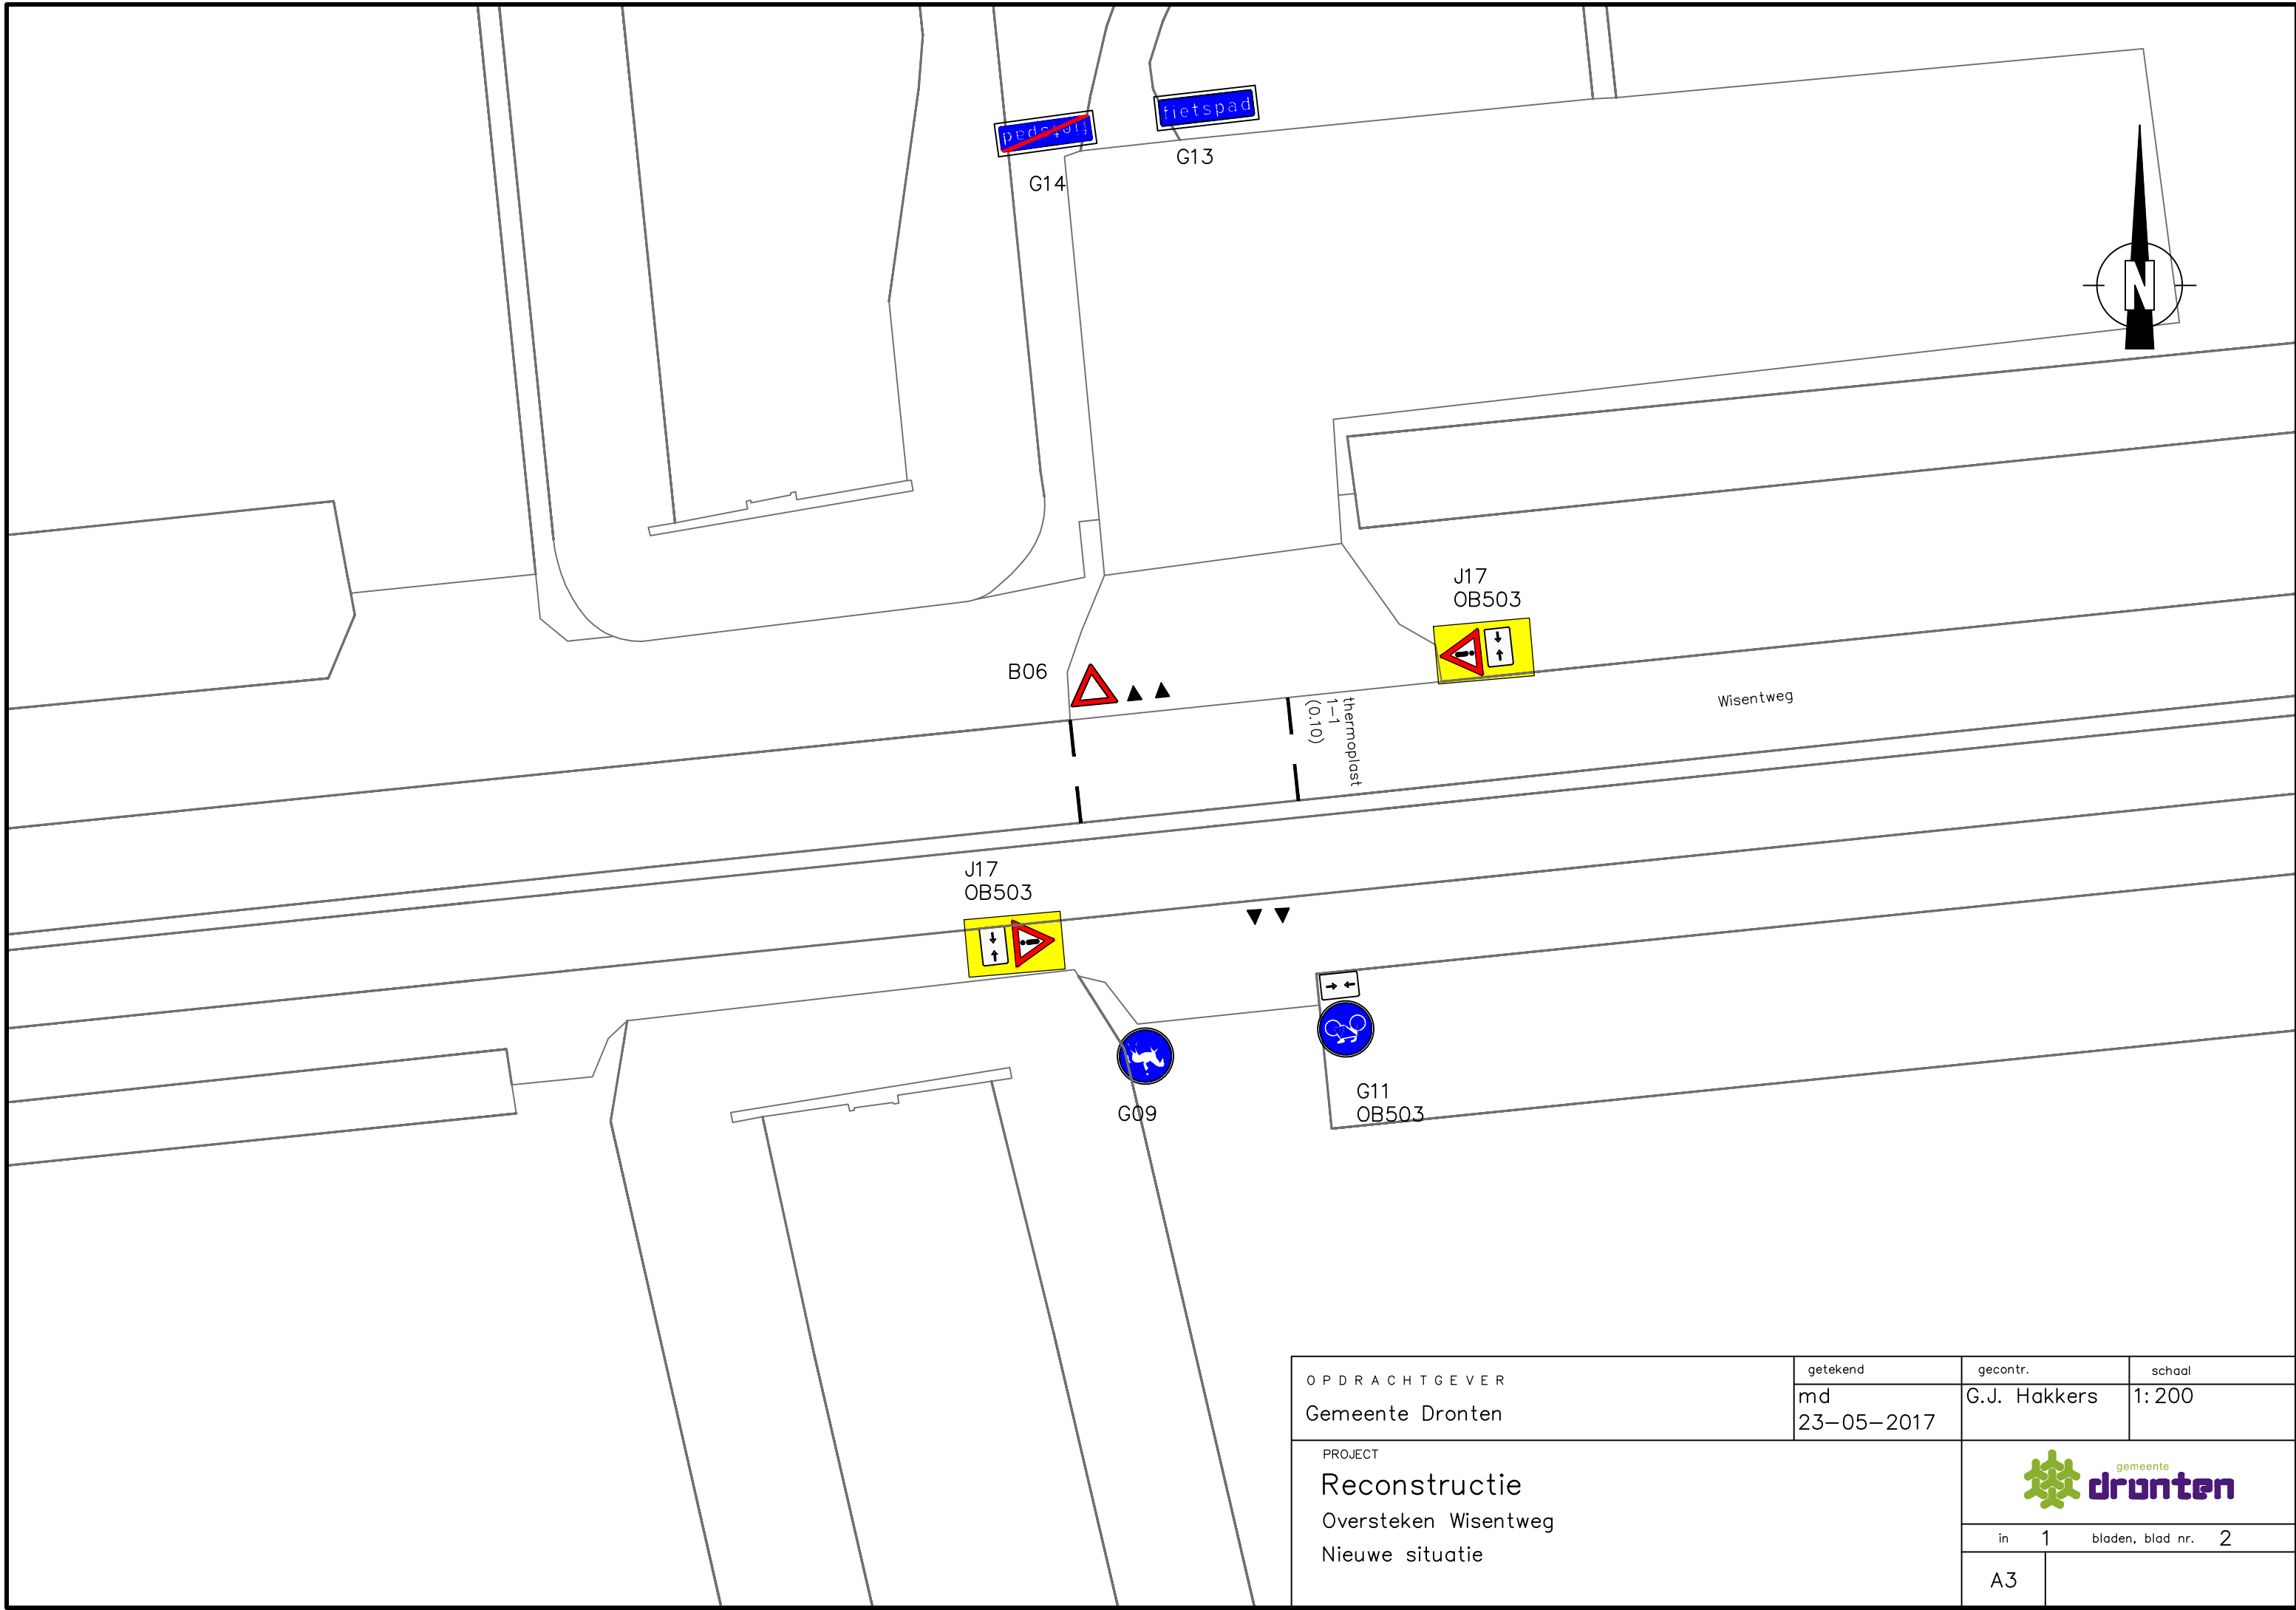 fietspad
fietspad
G13
G14
N
J17
OB503
B06
thermoplast
1-1
(0.10)
Wisentweg
J17
OB503
G09
G11
OB503
OPDRACHTGEVER
Gemeente Dronten
getekend
md
23-05-2017
gecontr.
G.J. Hakkers
schaal
1:200
PROJECT
Reconstructie
Oversteken Wisentweg
Nieuwe situatie
gemeente
dronten
in 1 bladen, blad nr. 2
A3